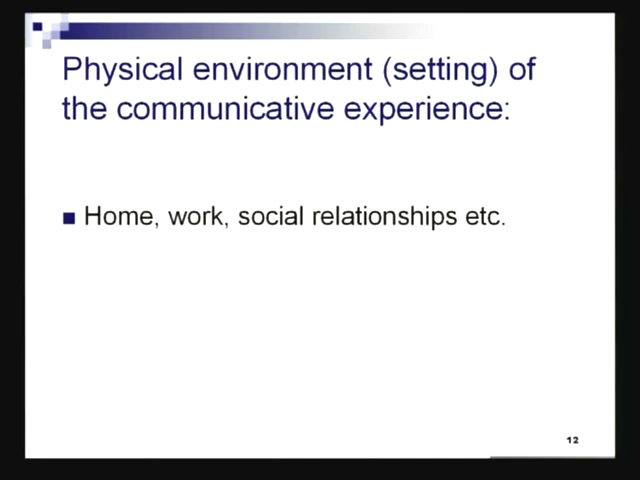 Physical environment (setting) of
the communicative experience:
Home, work, social relationships etc.
12